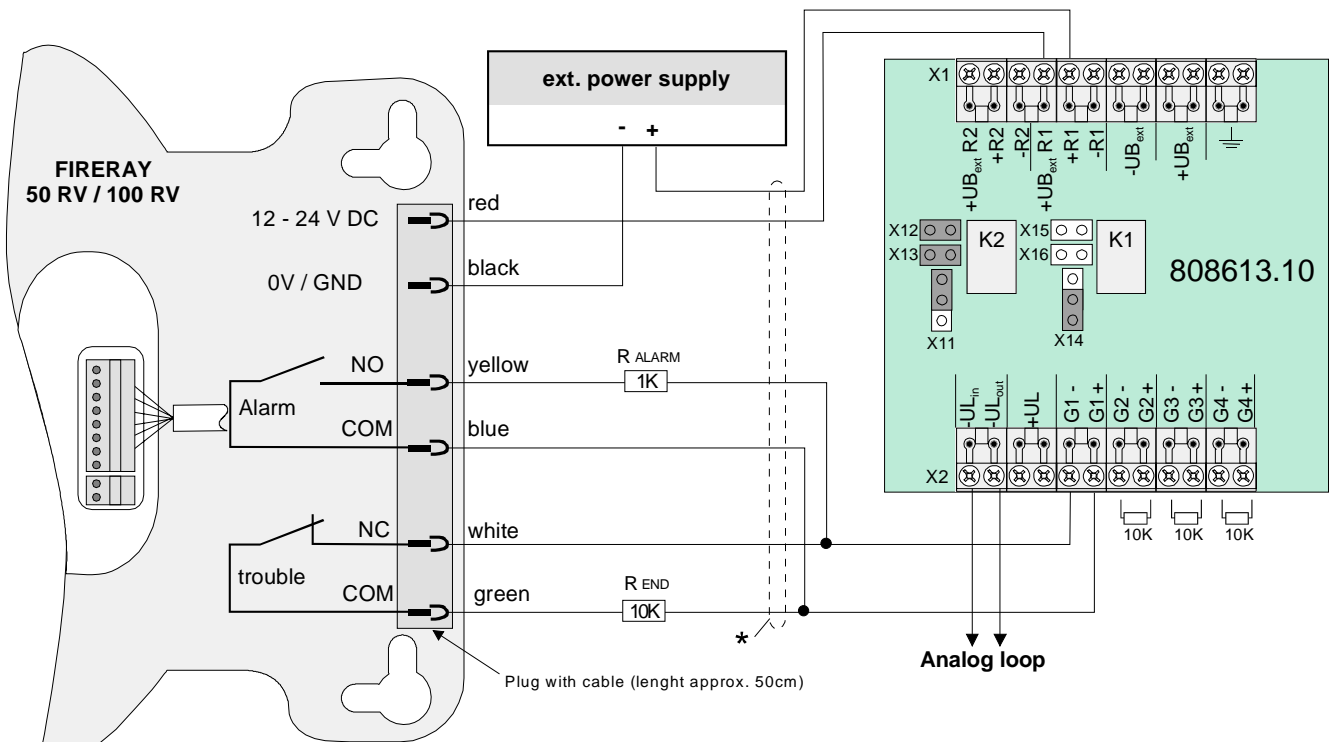 FIRERAY
50 RV / 100 RV
ext. power supply
- +
12 - 24 V DC
red
0V / GND
black
NO
yellow
Alarm
COM
blue
R ALARM
1K
NC
white
trouble
COM
green
R END
10K
*
Plug with cable (lenght approx. 50cm)
X1
+UBext R2
+R2
-R2
+UBext R1
+R1
-R1
-UBext
+UBext
X12
X13
K2
X11
X15
X16
K1
X14
808613.10
-ULin
-ULout
+UL
G1 -
G1 +
G2 -
G2 +
G3 -
G3 +
G4 -
G4 +
X2
10K
10K
10K
Analog loop